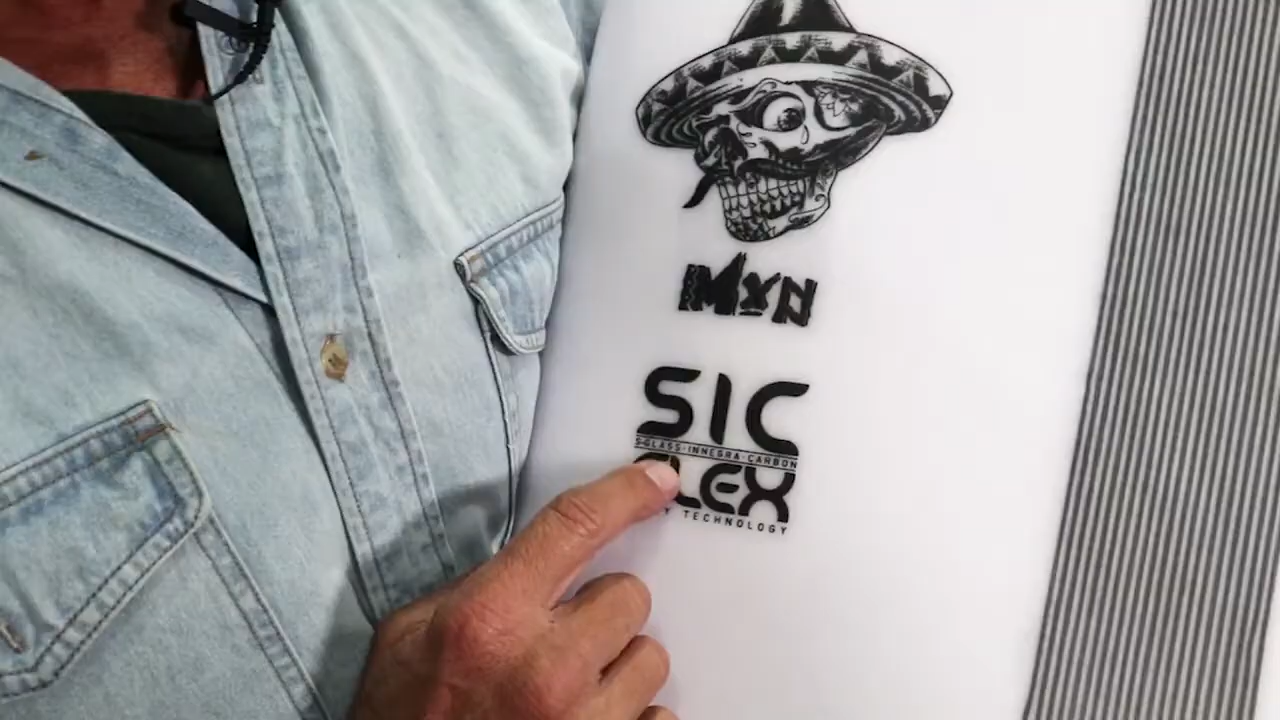 MxN
SIC
S-GLASS-INNEGRA-CARBON
FLEX
Y TECHNOLOGY